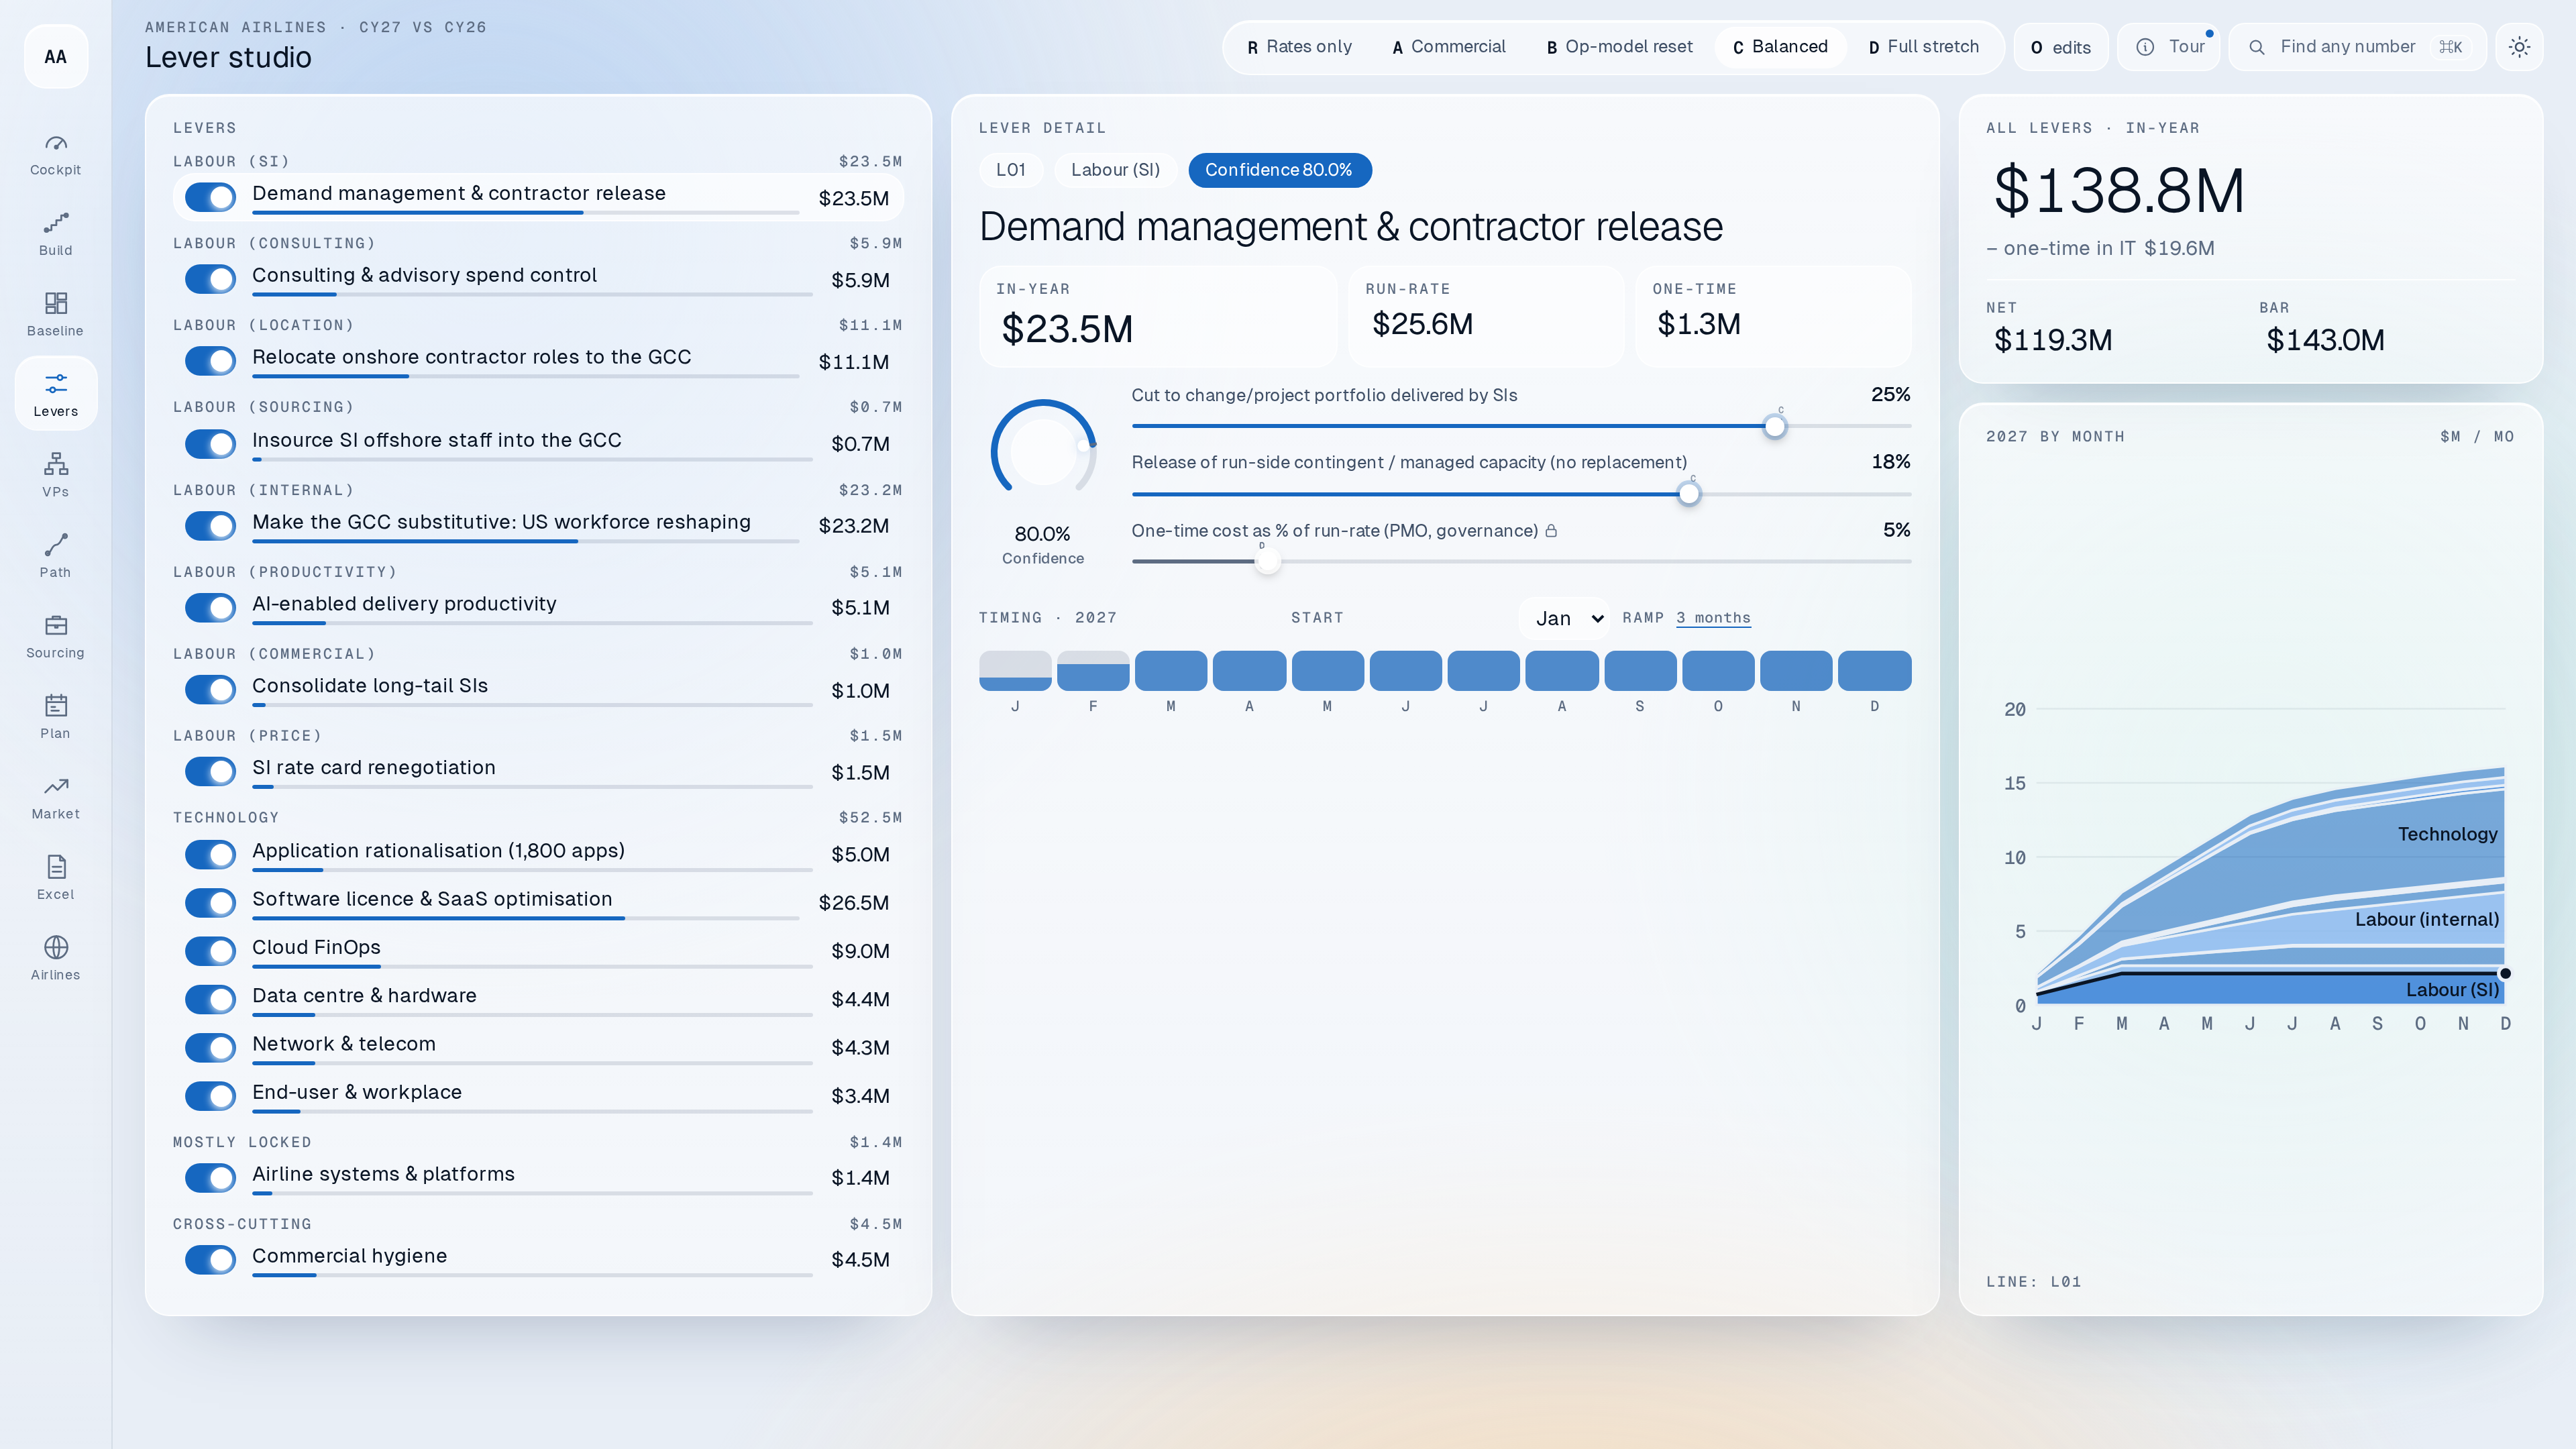 AA
AMERICAN AIRLINES · CY27 VS CY26
Lever studio
R Rates only
A Commercial
B Op-model reset
C Balanced
D Full stretch
0 edits
Tour
Find any number ⌘K
Cockpit
Build
Baseline
Levers
VPs
Path
Sourcing
Plan
Market
Excel
Airlines
LEVERS
LABOUR (SI) $23.5M
Demand management & contractor release $23.5M
LABOUR (CONSULTING) $5.9M
Consulting & advisory spend control $5.9M
LABOUR (LOCATION) $11.1M
Relocate onshore contractor roles to the GCC $11.1M
LABOUR (SOURCING) $0.7M
Insource SI offshore staff into the GCC $0.7M
LABOUR (INTERNAL) $23.2M
Make the GCC substitutive: US workforce reshaping $23.2M
LABOUR (PRODUCTIVITY) $5.1M
AI-enabled delivery productivity $5.1M
LABOUR (COMMERCIAL) $1.0M
Consolidate long-tail SIs $1.0M
LABOUR (PRICE) $1.5M
SI rate card renegotiation $1.5M
TECHNOLOGY $52.5M
Application rationalisation (1,800 apps) $5.0M
Software licence & SaaS optimisation $26.5M
Cloud FinOps $9.0M
Data centre & hardware $4.4M
Network & telecom $4.3M
End-user & workplace $3.4M
MOSTLY LOCKED $1.4M
Airline systems & platforms $1.4M
CROSS-CUTTING $4.5M
Commercial hygiene $4.5M
LEVER DETAIL
L01 Labour (SI) Confidence 80.0%
Demand management & contractor release
IN-YEAR
$23.5M
RUN-RATE
$25.6M
ONE-TIME
$1.3M
80.0%
Confidence
Cut to change/project portfolio delivered by SIs 25%
C
Release of run-side contingent / managed capacity (no replacement) 18%
C
One-time cost as % of run-rate (PMO, governance) 5%
D
TIMING · 2027 START Jan RAMP 3 months
J F M A M J J A S O N D
ALL LEVERS · IN-YEAR
$138.8M
− one-time in IT $19.6M
NET
$119.3M
BAR
$143.0M
2027 BY MONTH $M / MO
20
15
10
5
0
Technology
Labour (internal)
Labour (SI)
J F M A M J J A S O N D
LINE: L01